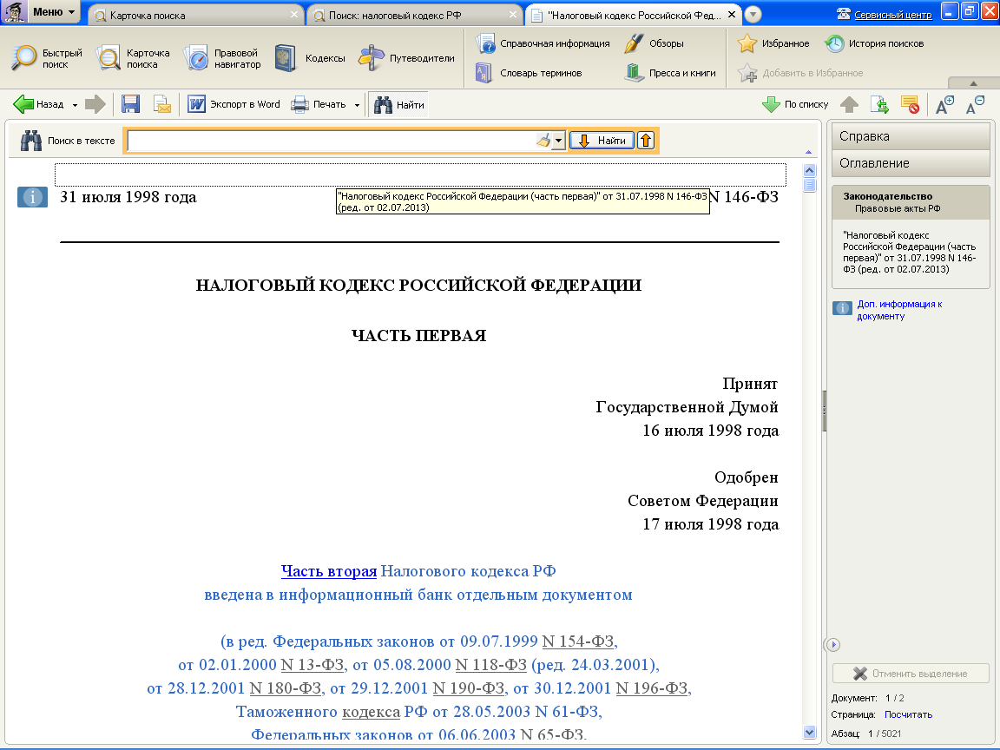 Меню
Карточка поиска
Поиск: налоговый кодекс РФ
"Налоговый кодекс Российской Фед...
Сервисный центр
Быстрый поиск
Карточка поиска
Правовой навигатор
Кодексы
Путеводители
Справочная информация
Словарь терминов
Обзоры
Пресса и книги
Избранное
История поисков
Добавить в Избранное
Назад
Экспорт в Word
Печать
Найти
По списку
Поиск в тексте
Найти
31 июля 1998 года
N 146-ФЗ
"Налоговый кодекс Российской Федерации (часть первая)" от 31.07.1998 N 146-ФЗ
(ред. от 02.07.2013)
НАЛОГОВЫЙ КОДЕКС РОССИЙСКОЙ ФЕДЕРАЦИИ
ЧАСТЬ ПЕРВАЯ
Принят
Государственной Думой
16 июля 1998 года
Одобрен
Советом Федерации
17 июля 1998 года
Часть вторая Налогового кодекса РФ
введена в информационный банк отдельным документом
(в ред. Федеральных законов от 09.07.1999 N 154-ФЗ,
от 02.01.2000 N 13-ФЗ, от 05.08.2000 N 118-ФЗ (ред. 24.03.2001),
от 28.12.2001 N 180-ФЗ, от 29.12.2001 N 190-ФЗ, от 30.12.2001 N 196-ФЗ,
Таможенного кодекса РФ от 28.05.2003 N 61-ФЗ,
Федеральных законов от 06.06.2003 N 65-ФЗ,
Справка
Оглавление
Законодательство
Правовые акты РФ
"Налоговый кодекс
Российской Федерации (часть
первая)" от 31.07.1998 N 146-
ФЗ (ред. от 02.07.2013)
Доп. информация к
документу
Отменить выделение
Документ: 1 / 2
Страница: Посчитать
Абзац: 1 / 5021